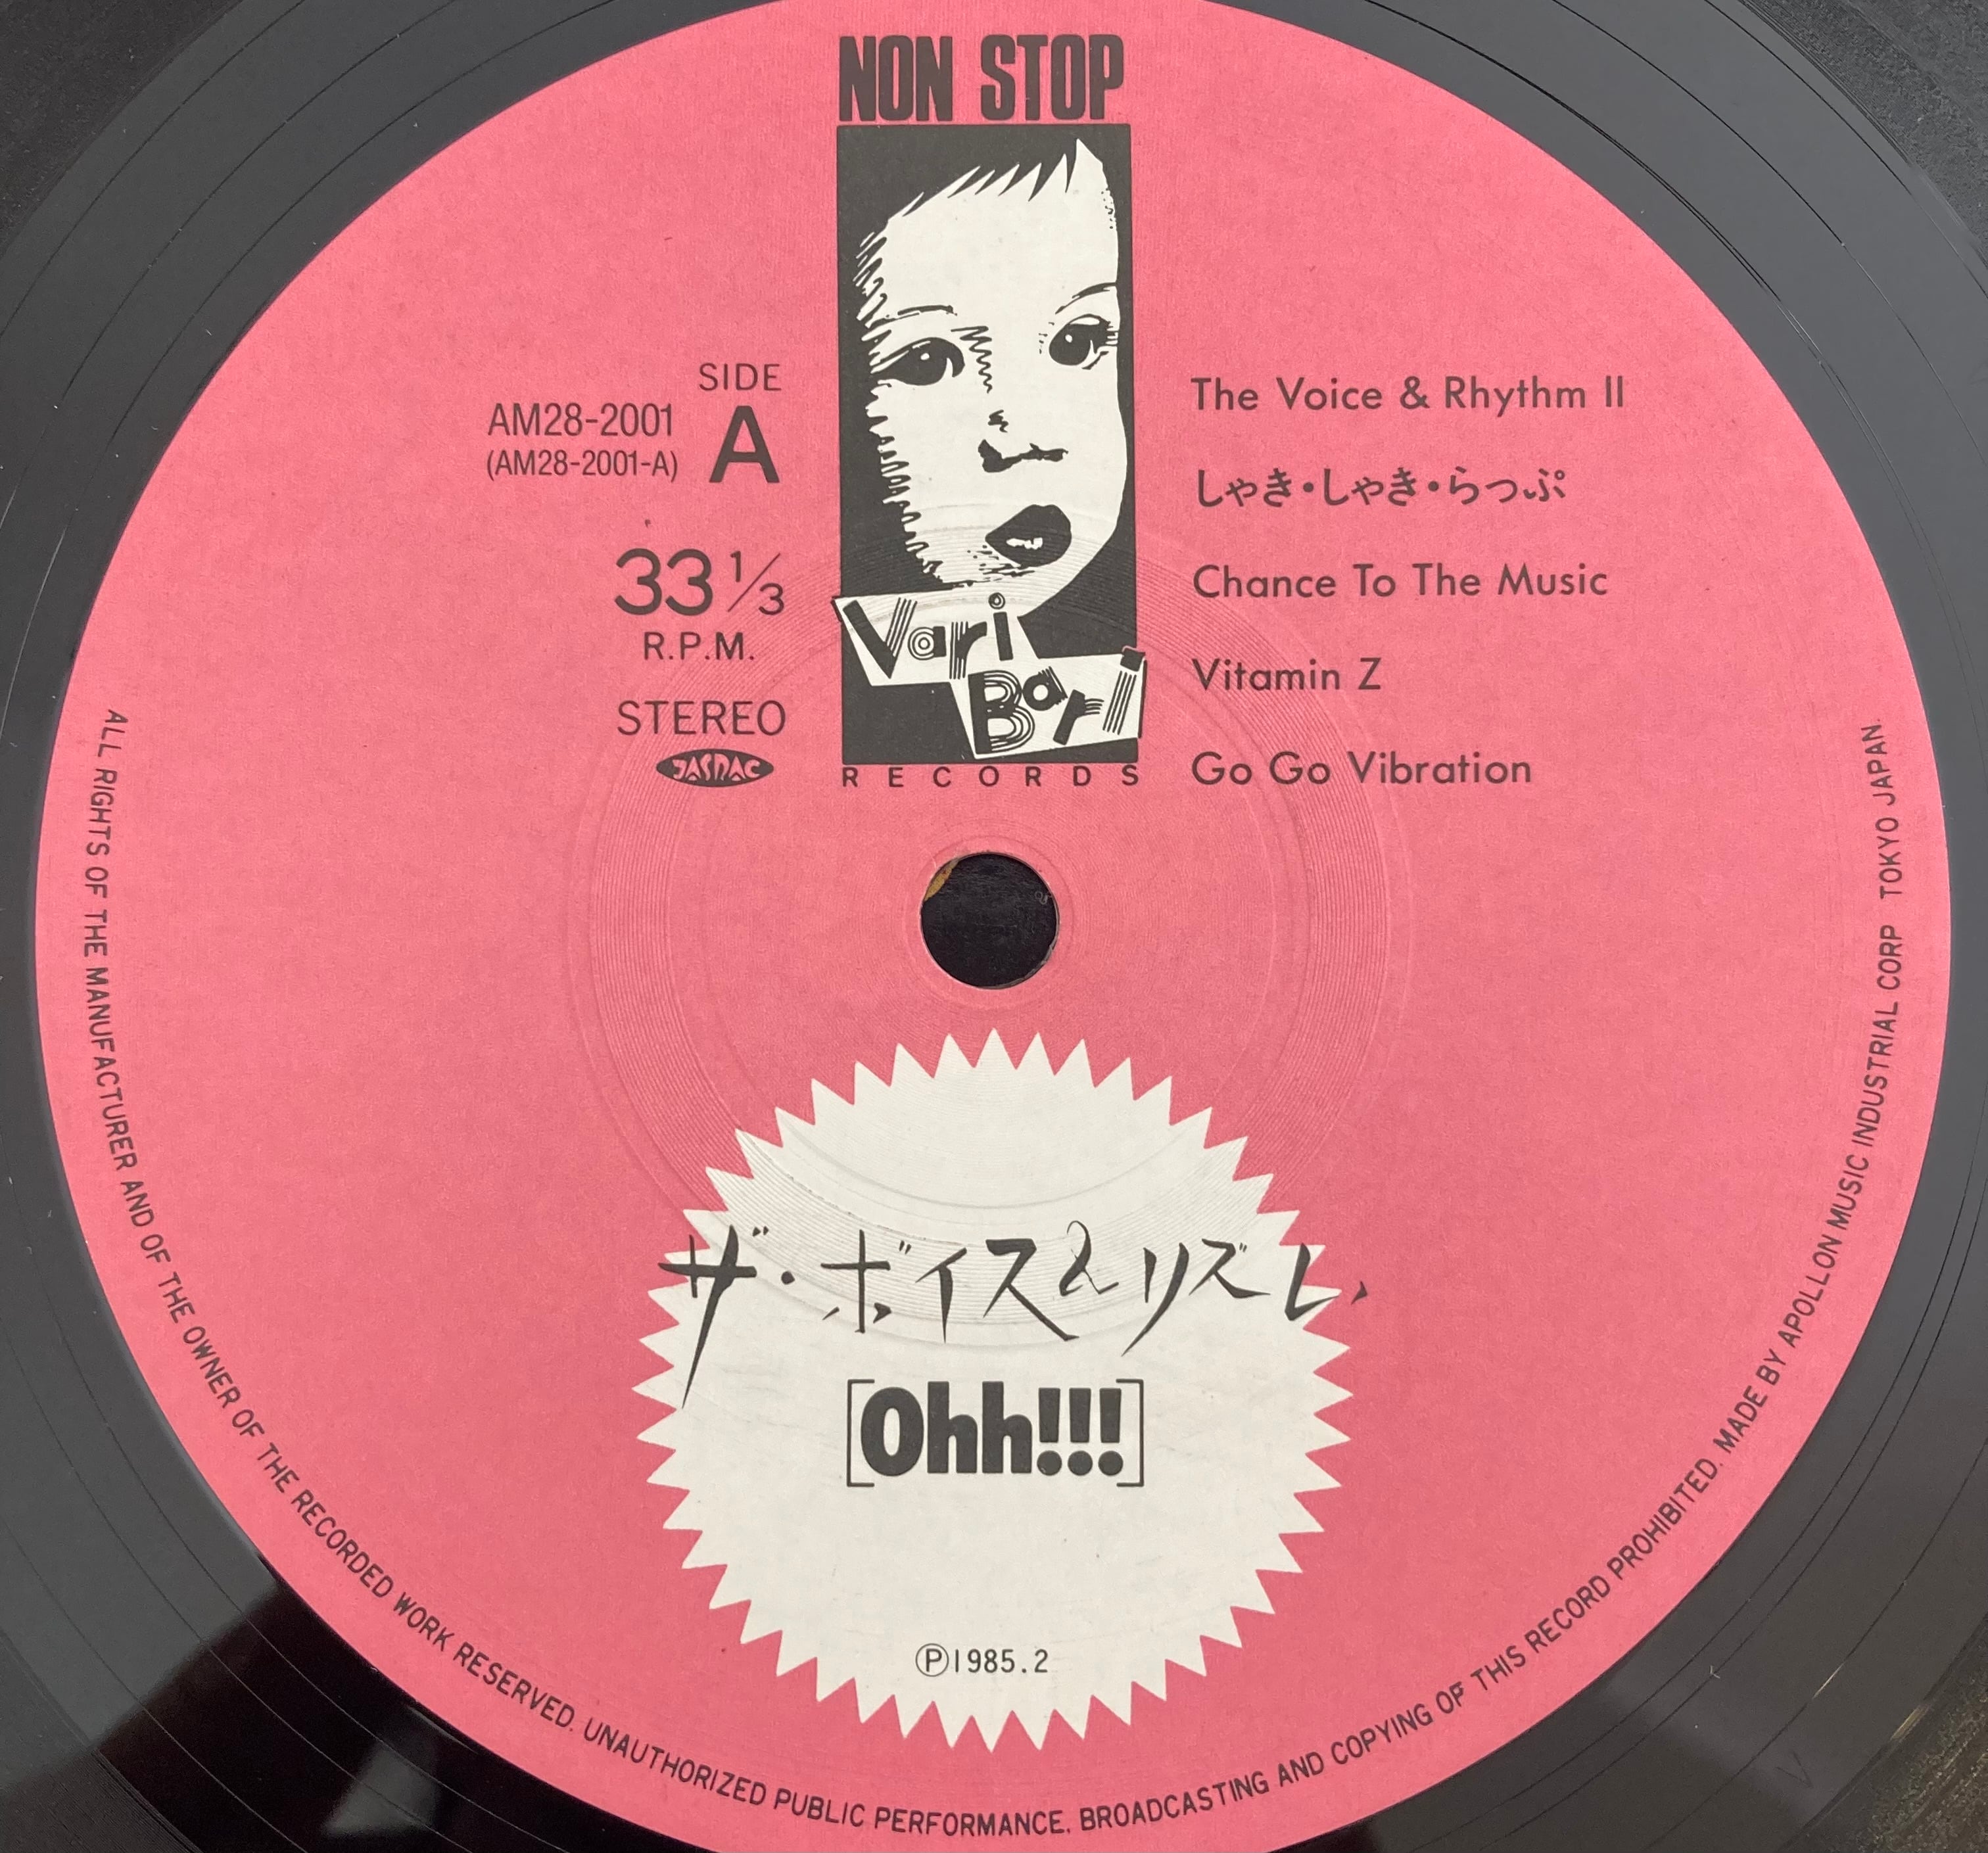 NON STOP
Vari
Bari
RECORDS
SIDE
A
AM28-2001
(AM28-2001-A)
33 1/3
R.P.M.
STEREO
JASRAC
The Voice & Rhythm II
しゃき・しゃき・らっぷ
Chance To The Music
Vitamin Z
Go Go Vibration
ザ・ボイス&リズム
[Ohh!!!]
Ⓟ1985.2
ALL RIGHTS OF THE MANUFACTURER AND OF THE OWNER OF THE RECORDED WORK RESERVED. UNAUTHORIZED PUBLIC PERFORMANCE. BROADCASTING AND COPYING OF THIS RECORD PROHIBITED. MADE BY APOLLON MUSIC INDUSTRIAL CORP TOKYO JAPAN.